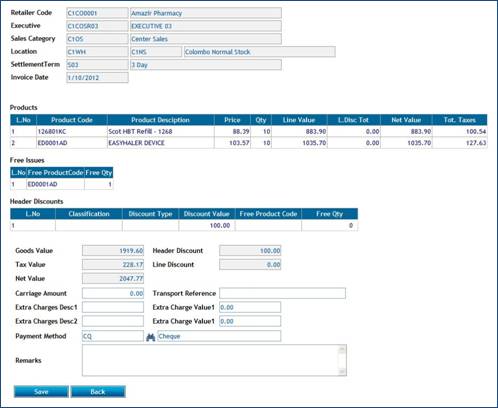 Retailer Code C1CO0001 Amazir Pharmacy
Executive C1COSR03 EXECUTIVE 03
Sales Category C1OS Center Sales
Location C1WH C1NS Colombo Normal Stock
SettlementTerm S03 3 Day
Invoice Date 1/10/2012
Products
L.No Product Code Product Desciption Price Qty Line Value L.Disc Tot Net Value Tot. Taxes
1 126801KC Scot HBT Refill - 1268 88.39 10 883.90 0.00 883.90 100.54
2 ED0001AD EASYHALER DEVICE 103.57 10 1035.70 0.00 1035.70 127.63
Free Issues
L.No Free ProductCode Free Qty
1 ED0001AD 1
Header Discounts
L.No Classification Discount Type Discount Value Free Product Code Free Qty
1 100.00 0
Goods Value 1919.60 Header Discount 100.00
Tax Value 228.17 Line Discount 0.00
Net Value 2047.77
Carriage Amount 0.00 Transport Reference
Extra Charges Desc1 Extra Charge Value1 0.00
Extra Charges Desc2 Extra Charge Value1 0.00
Payment Method CQ Cheque
Remarks
Save Back